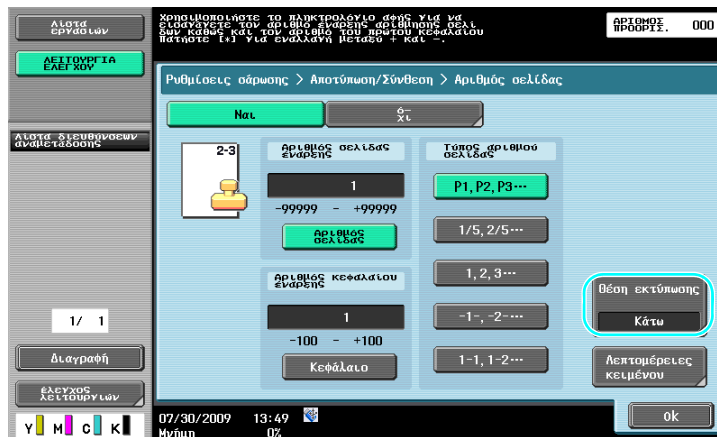 Λίστα
εργασιών
ΛΕΙΤΟΥΡΓΙΑ
ΕΛΕΓΧΟΥ
Λίστα διευθύνσεων
αναμετάδοσης
1/ 1
Διαγραφή
έλεγχος
λειτουργιών
Y M C K
Χρησιμοποιήστε το πληκτρολόγιο αφής για να
εισαγάγετε τον αριθμό της αρίθμησης σελί
δων καθώς και τον αριθμό του πρώτου κεφαλαίου
Πατήστε [*] για εναλλαγή μεταξύ + και -.
ΑΡΙΘΜΟΣ
ΠΡΟΟΡΙΣ. 000
Ρυθμίσεις σάρωσης > Αποτύπωση/Σύνθεση > Αριθμός σελίδας
Ναι
ό-
χι
2-3
Αριθμός σελίδας
έναρξης
1
-99999 - +99999
Αριθμός
σελίδας
Αριθμός κεφαλαίου
έναρξης
1
-100 - +100
Κεφάλαιο
Τύπος αριθμού
σελίδας
P1, P2, P3···
1/5, 2/5···
1, 2, 3···
-1-, -2-···
1-1, 1-2···
θέση εκτύπωσης
Κάτω
Λεπτομέρειες
κειμένου
0k
07/30/2009 13:49
Μνήμη 0%